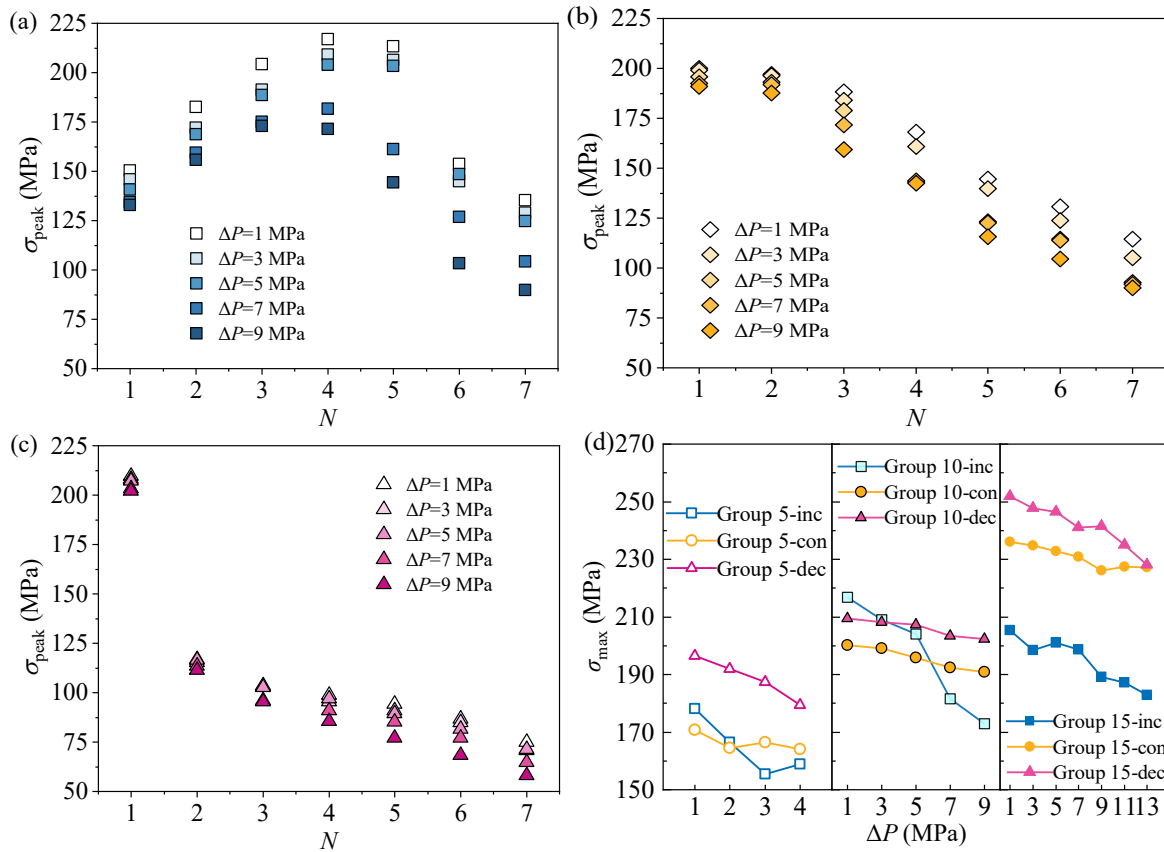 (a)
225
200
175
150
125
100
75
50
σpeak (MPa)
ΔP=1 MPa
ΔP=3 MPa
ΔP=5 MPa
ΔP=7 MPa
ΔP=9 MPa
1 2 3 4 5 6 7
N
(b)
225
200
175
150
125
100
75
50
σpeak (MPa)
ΔP=1 MPa
ΔP=3 MPa
ΔP=5 MPa
ΔP=7 MPa
ΔP=9 MPa
1 2 3 4 5 6 7
N
(c)
225
200
175
150
125
100
75
50
σpeak (MPa)
ΔP=1 MPa
ΔP=3 MPa
ΔP=5 MPa
ΔP=7 MPa
ΔP=9 MPa
1 2 3 4 5 6 7
N
(d)
270
250
230
210
190
170
150
σmax (MPa)
Group 5-inc
Group 5-con
Group 5-dec
Group 10-inc
Group 10-con
Group 10-dec
Group 15-inc
Group 15-con
Group 15-dec
1 2 3 4 1 3 5 7 9 1 3 5 7 9 11 13
ΔP (MPa)